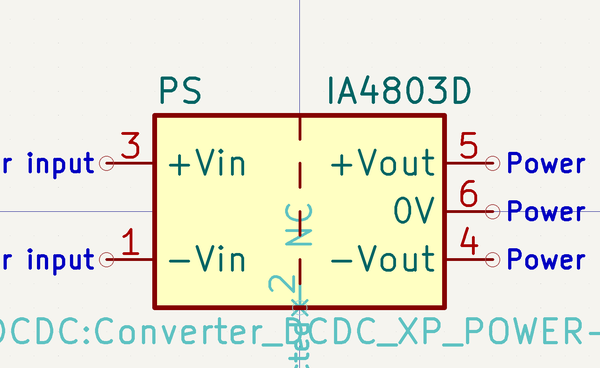 PS IA4803D
3 5
r input +Vin +Vout Power
6
0V Power
1 4
r input -Vin -Vout Power
NC
2
DCDC:Converter_DCDC_XP_POWER-